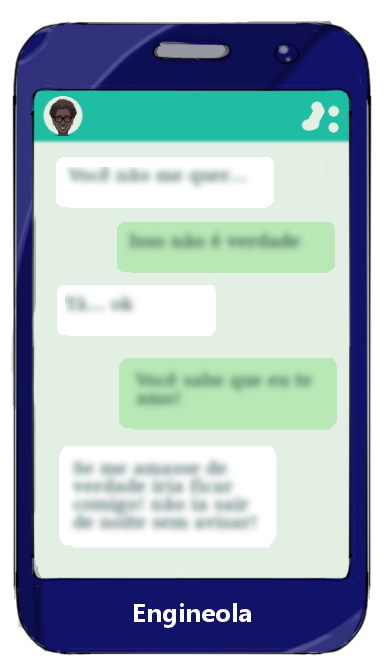 Você não me quer...
Isso não é verdade
Tá... ok
Você sabe que eu te
amo!
Se me amasse de
verdade iria ficar
comigo! não ia sair
de noite sem avisar!
Engineola